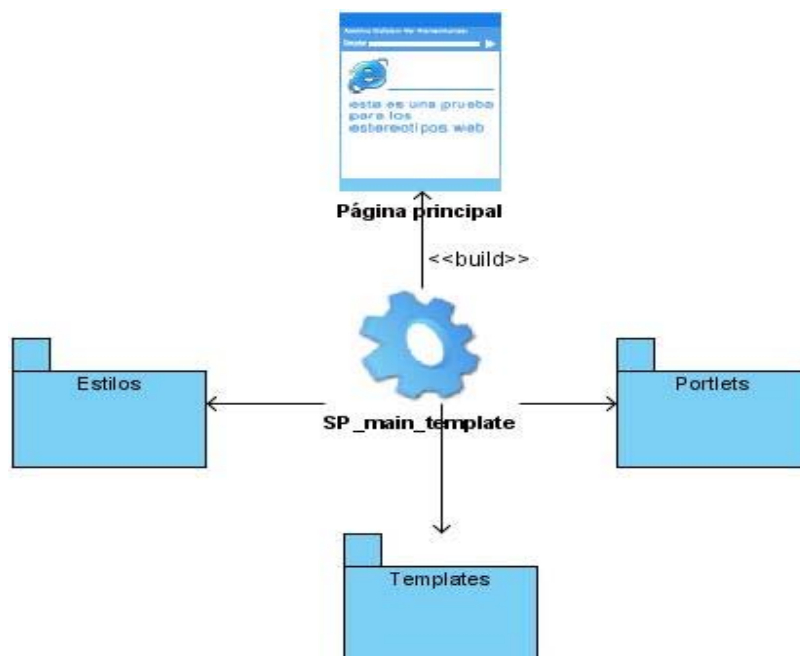 esta es una prueba
para los
estereotipos web
Página principal
<<build>>
SP_main_template
Estilos
Portlets
Templates